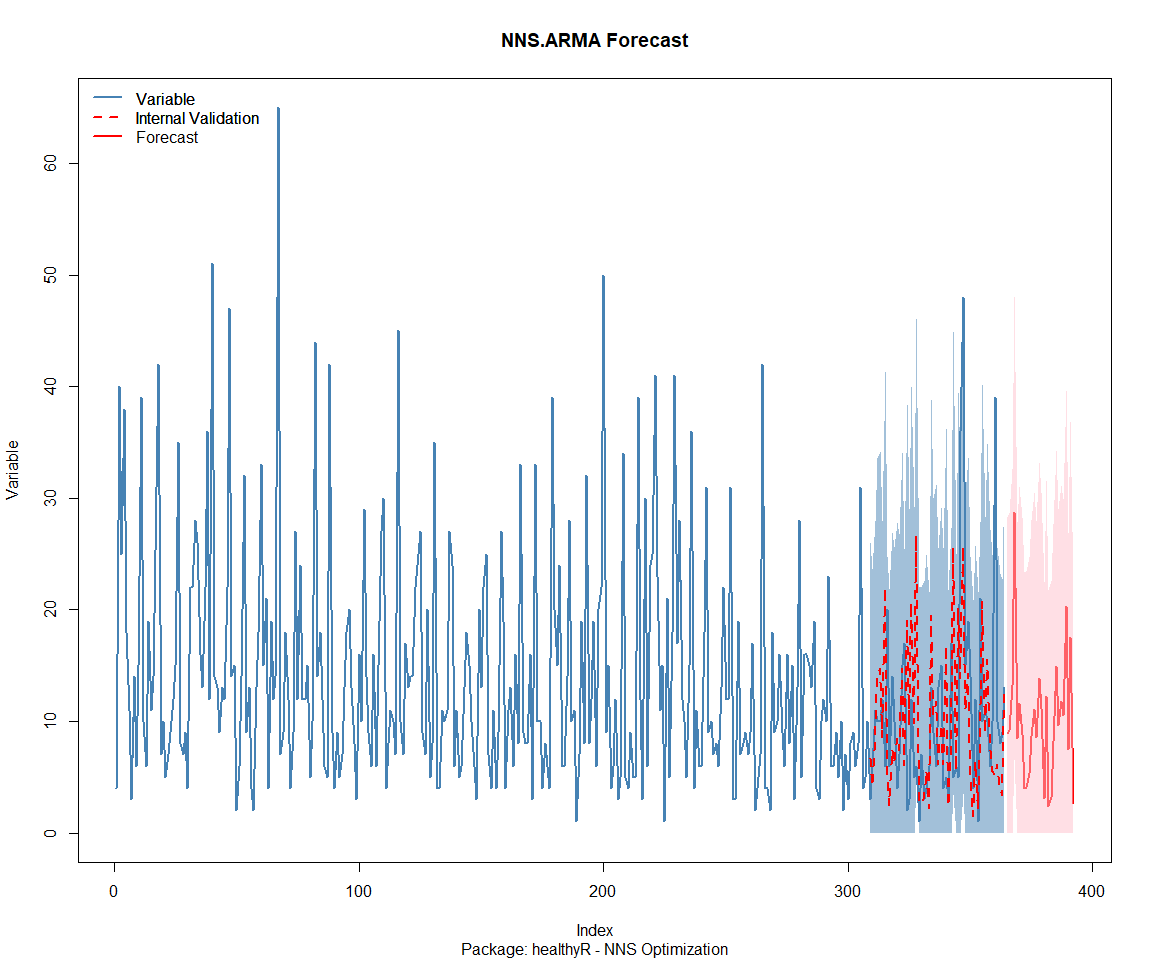 NNS.ARMA Forecast
Variable
Internal Validation
Forecast
Variable
60
50
40
30
20
10
0
0 100 200 300 400
Index
Package: healthyR - NNS Optimization